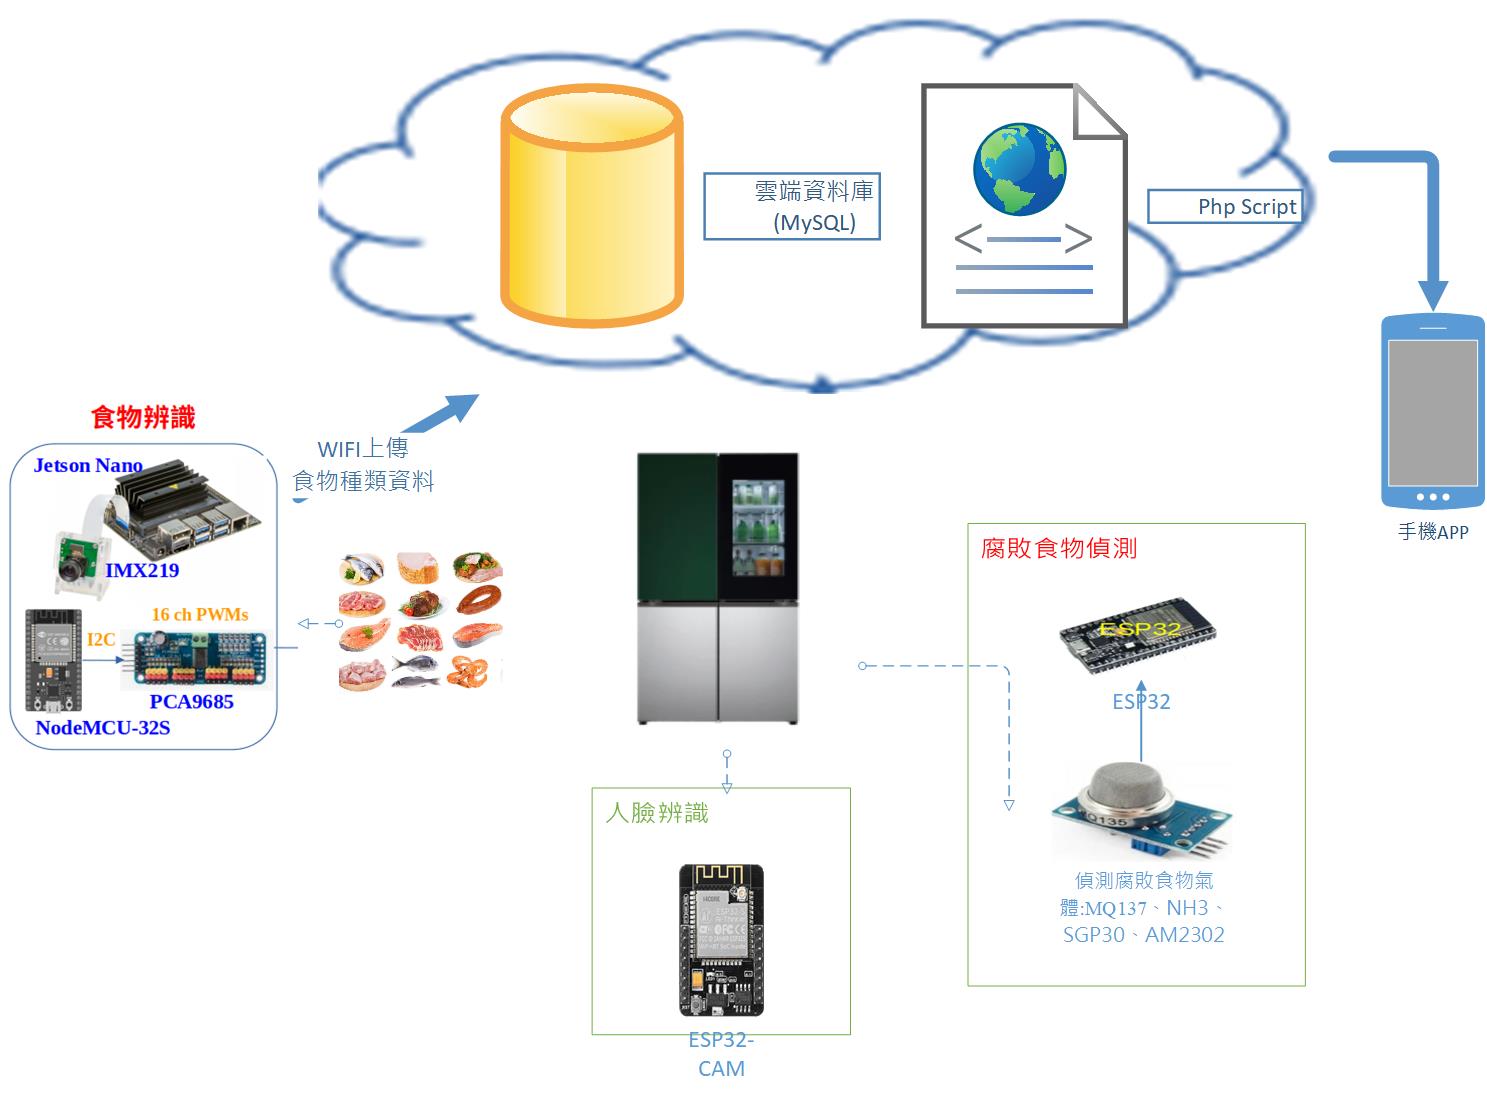 雲端資料庫
(MySQL)
Php Script
食物辨識
Jetson Nano
IMX219
16 ch PWMs
I2C
PCA9685
NodeMCU-32S
WIFI上傳
食物種類資料
手機APP
腐敗食物偵測
ESP32
ESP32
MQ135
偵測腐敗食物氣
體:MQ137、NH3、
SGP30、AM2302
人臉辨識
ESP32-
CAM